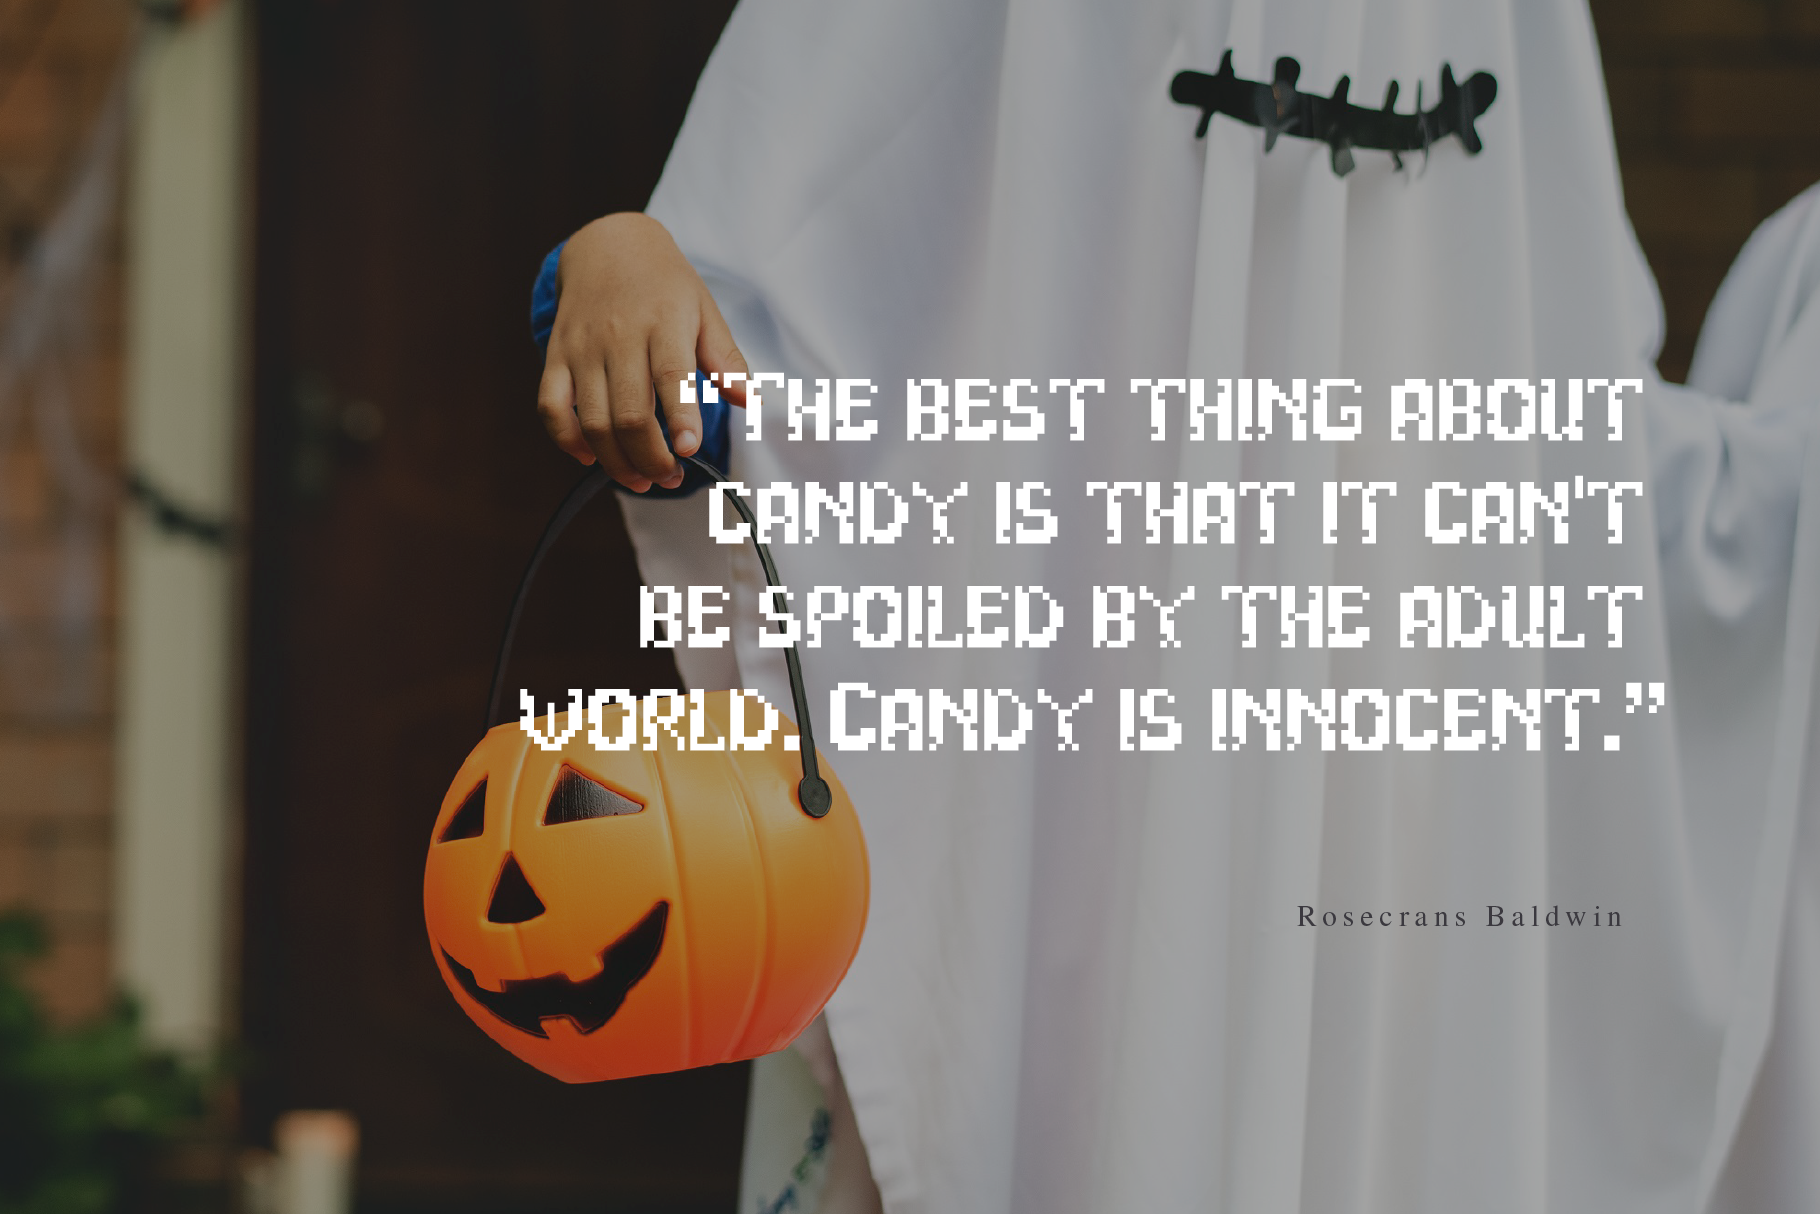 “The best thing about
candy is that it can't
be spoiled by the adult
world. Candy is innocent.”
Rosecrans Baldwin